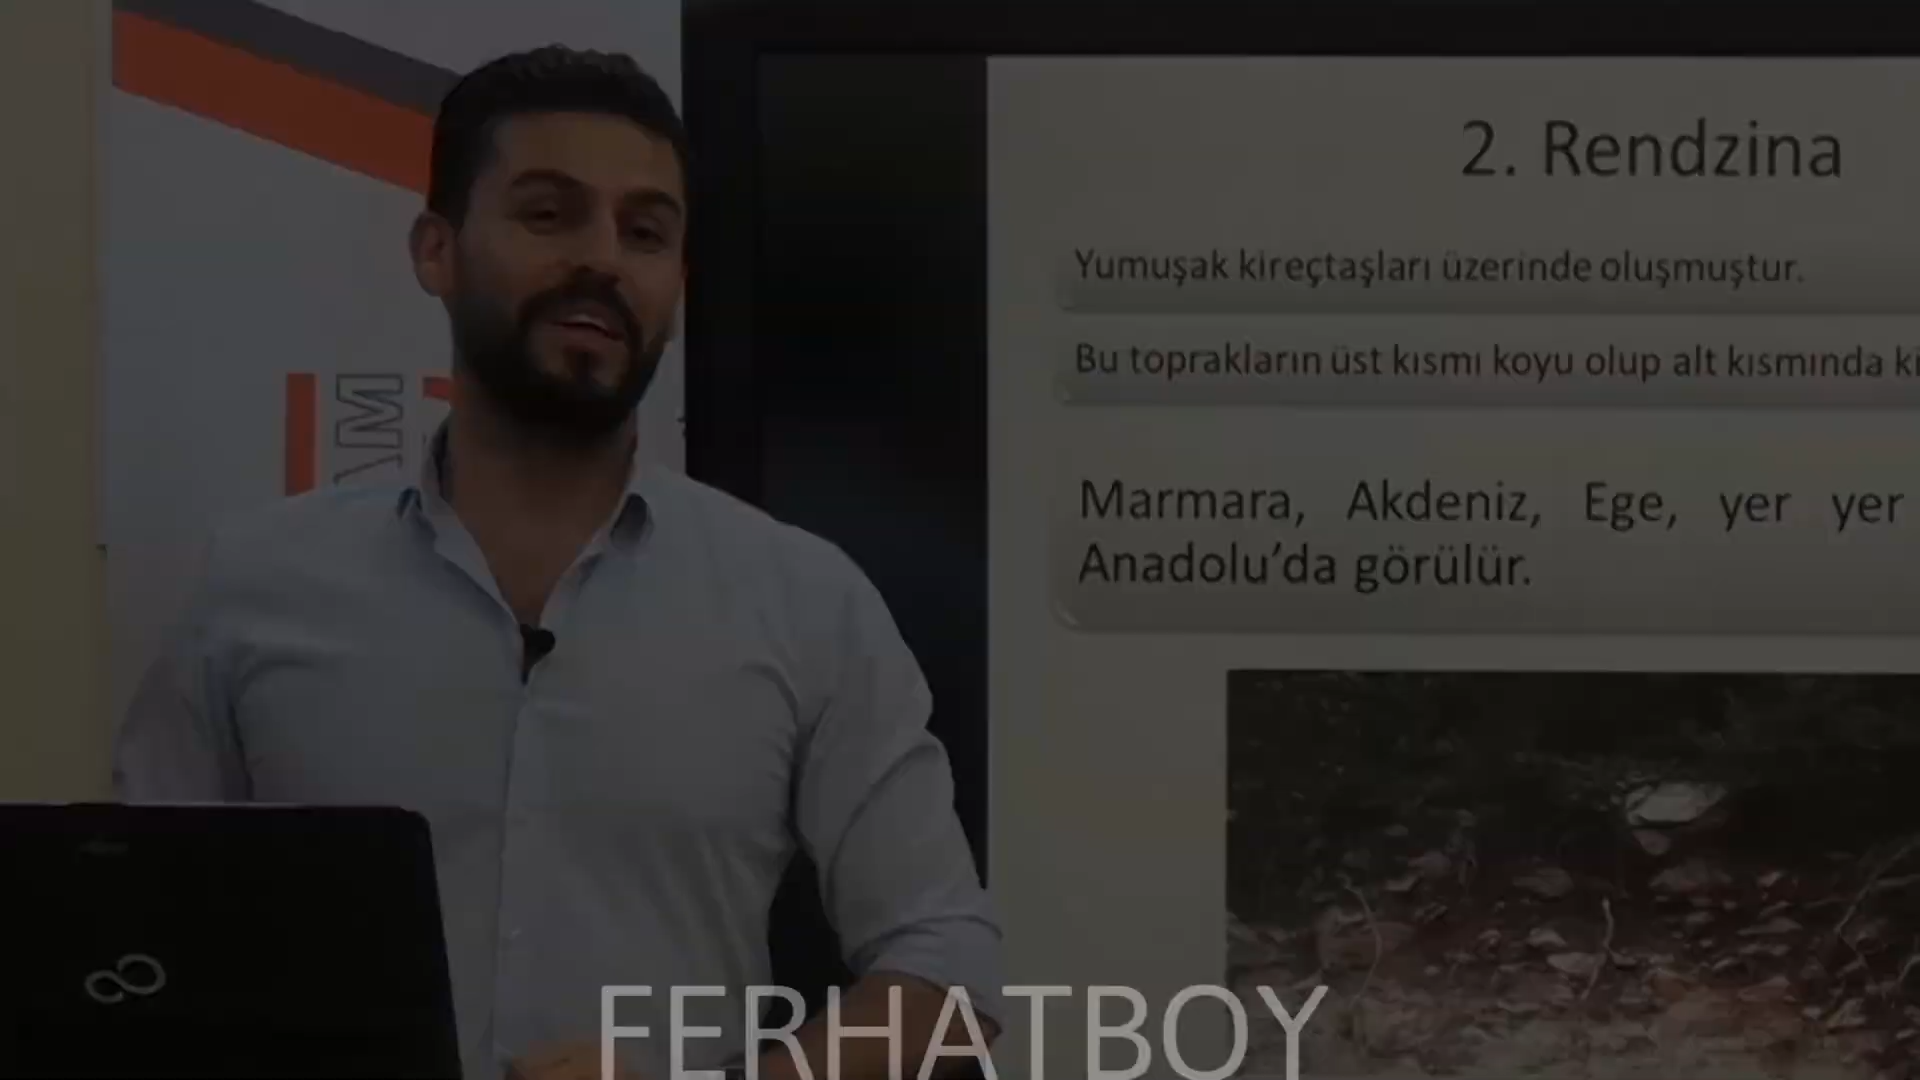 2. Rendzina
Yumuşak kireçtaşları üzerinde oluşmuştur.
Bu toprakların üst kısmı koyu olup alt kısmında
Marmara, Akdeniz, Ege, yer yer
Anadolu'da görülür.
FERHATBOY